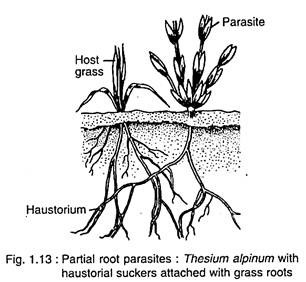 Parasite
Host
grass
Haustorium
Fig. 1.13 : Partial root parasites : Thesium alpinum with
haustorial suckers attached with grass roots